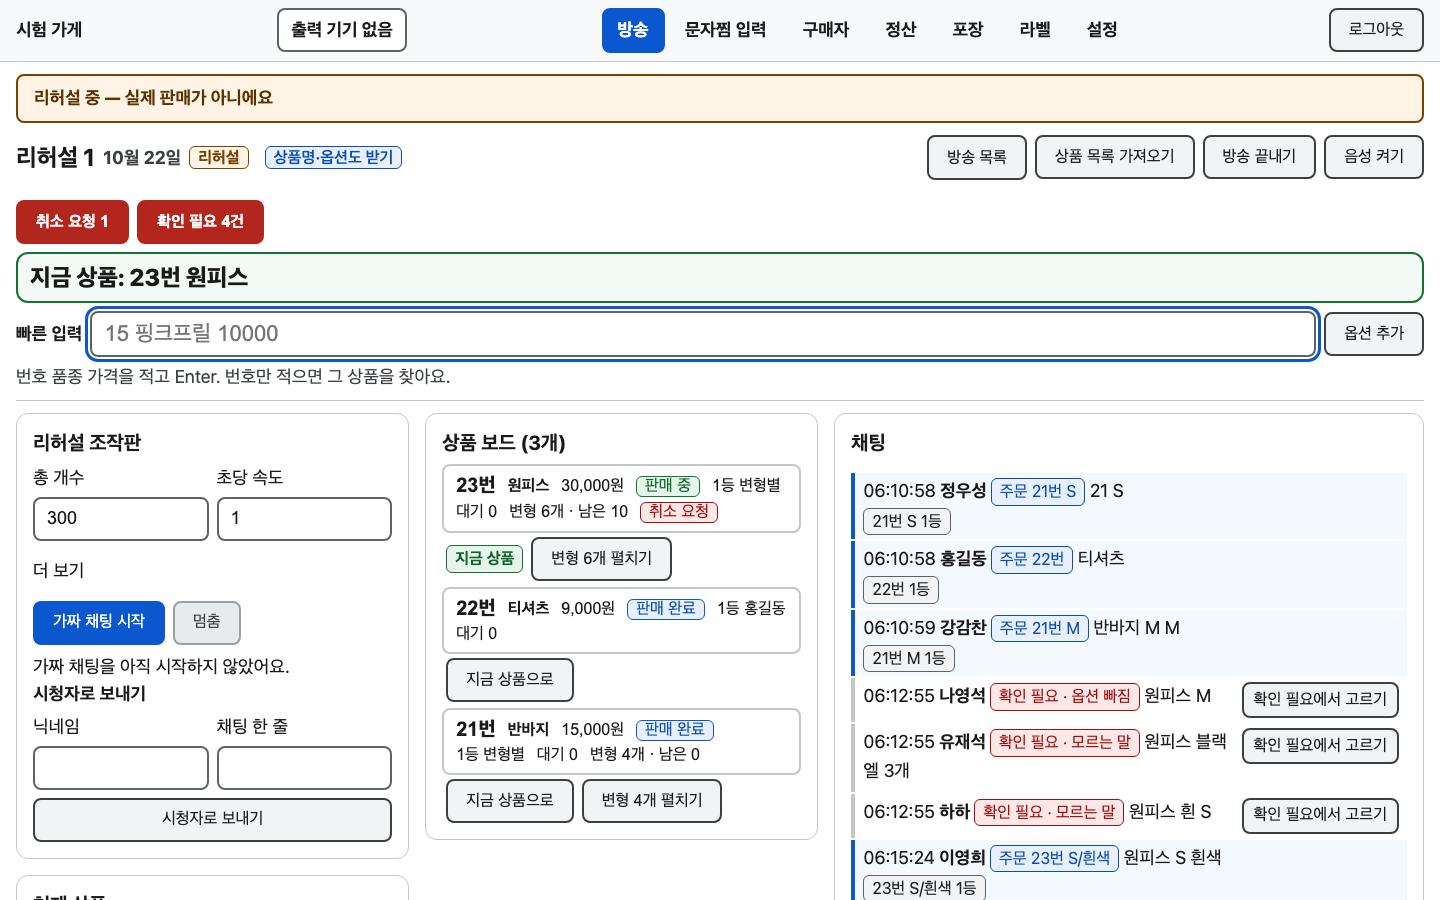 시험 가게
출력 기기 없음
방송
문자찜 입력
구매자
정산
포장
라벨
설정
로그아웃
리허설 중 — 실제 판매가 아니에요
리허설 1 10월 22일 리허설 상품명·옵션도 받기
방송 목록
상품 목록 가져오기
방송 끝내기
음성 켜기
취소 요청 1
확인 필요 4건
지금 상품: 23번 원피스
빠른 입력
15 핑크프릴 10000
옵션 추가
번호 품종 가격을 적고 Enter. 번호만 적으면 그 상품을 찾아요.
리허설 조작판
총 개수
초당 속도
300
1
더 보기
가짜 채팅 시작
멈춤
가짜 채팅을 아직 시작하지 않았어요.
시청자로 보내기
닉네임
채팅 한 줄
시청자로 보내기
상품 보드 (3개)
23번 원피스 30,000원 판매 중 1등 변형별
대기 0 변형 6개 · 남은 10 취소 요청
지금 상품
변형 6개 펼치기
22번 티셔츠 9,000원 판매 완료 1등 홍길동
대기 0
지금 상품으로
21번 반바지 15,000원 판매 완료
1등 변형별 대기 0 변형 4개 · 남은 0
지금 상품으로
변형 4개 펼치기
채팅
06:10:58 정우성 주문 21번 S 21 S
21번 S 1등
06:10:58 홍길동 주문 22번 티셔츠
22번 1등
06:10:59 강감찬 주문 21번 M 반바지 M M
21번 M 1등
06:12:55 나영석 확인 필요 · 옵션 빠짐 원피스 M
확인 필요에서 고르기
06:12:55 유재석 확인 필요 · 모르는 말 원피스 블랙
엘 3개
확인 필요에서 고르기
06:12:55 하하 확인 필요 · 모르는 말 원피스 흰 S
확인 필요에서 고르기
06:15:24 이영희 주문 23번 S/흰색 원피스 S 흰색
23번 S/흰색 1등